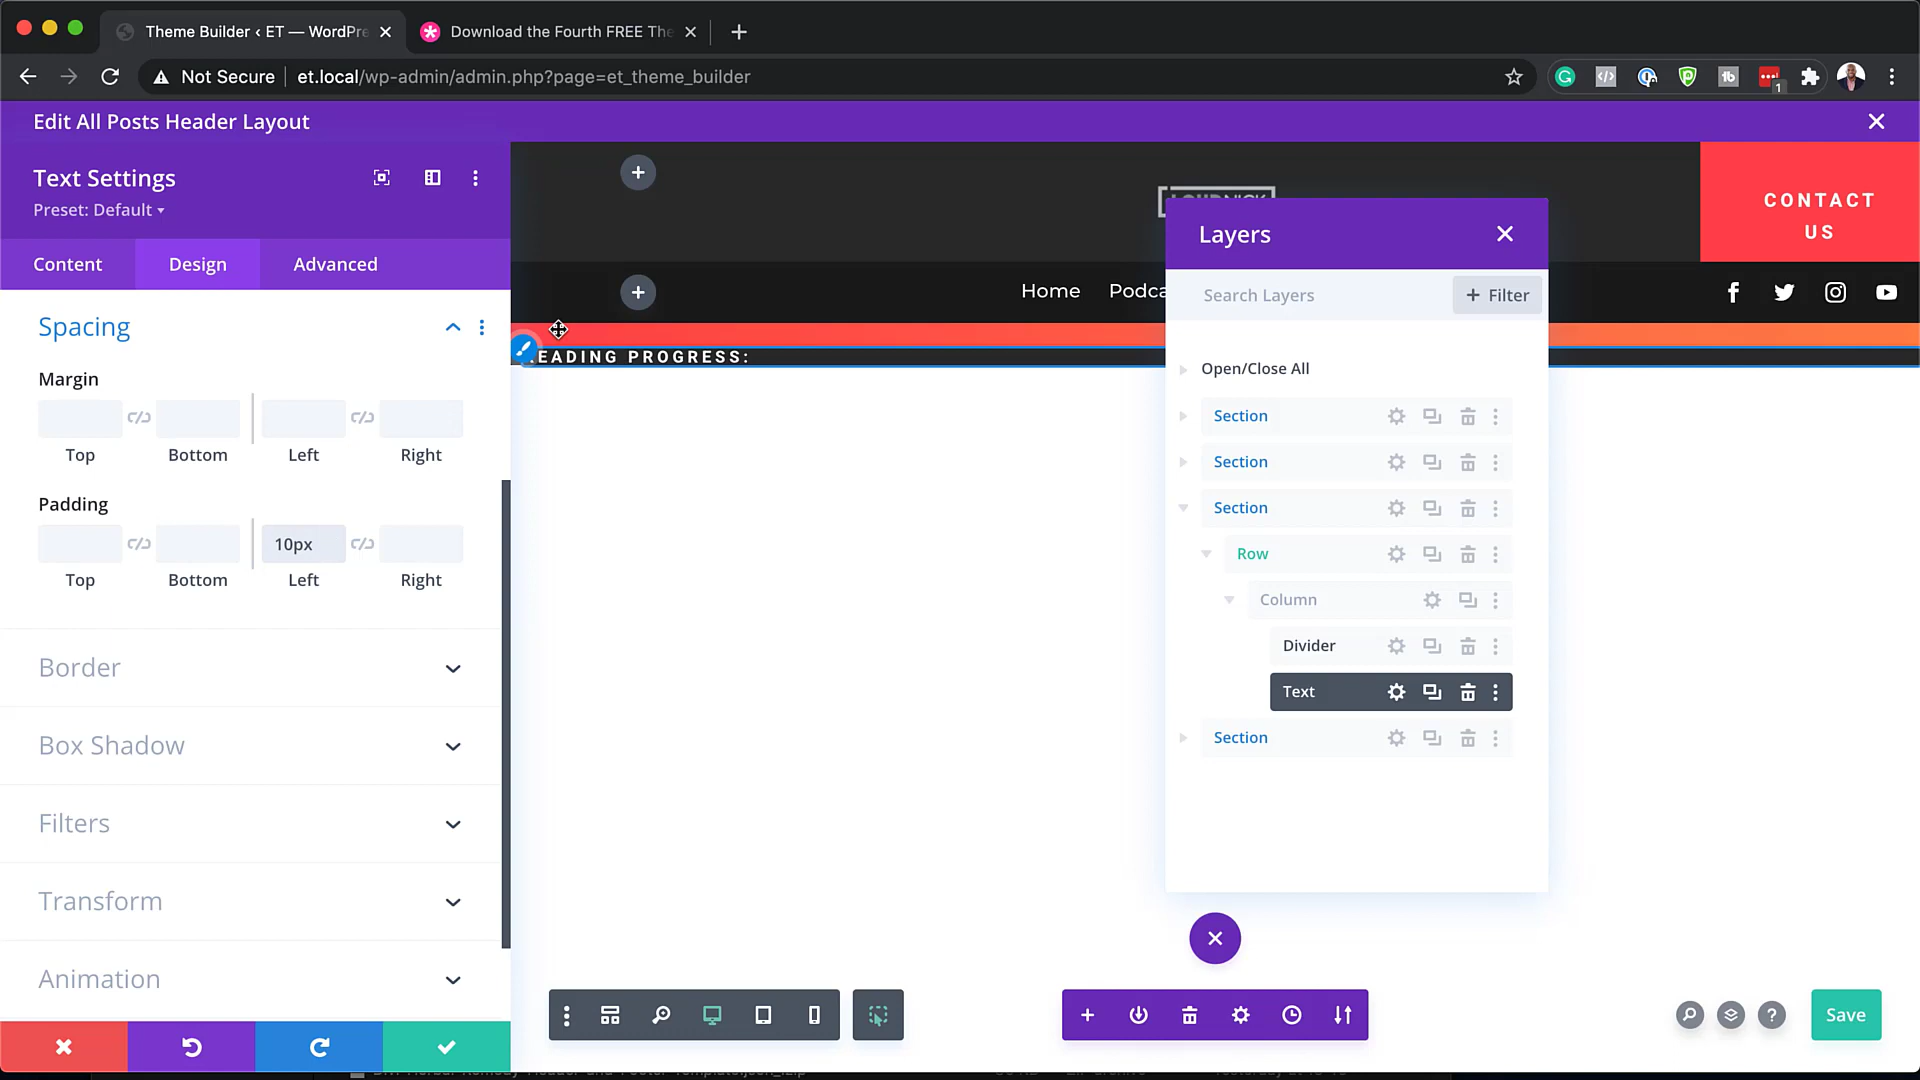 Theme Builder ‹ ET — WordPre
Download the Fourth FREE The
Not Secure
et.local/wp-admin/admin.php?page=et_theme_builder
1
Edit All Posts Header Layout
Text Settings
Preset: Default
Content
Design
Advanced
Spacing
Margin
Top
Bottom
Left
Right
Padding
10px
Top
Bottom
Left
Right
Border
Box Shadow
Filters
Transform
Animation
CONTACT
US
Home
Podca
EADING PROGRESS:
Layers
Search Layers
+ Filter
Open/Close All
Section
Section
Section
Row
Column
Divider
Text
Section
Save